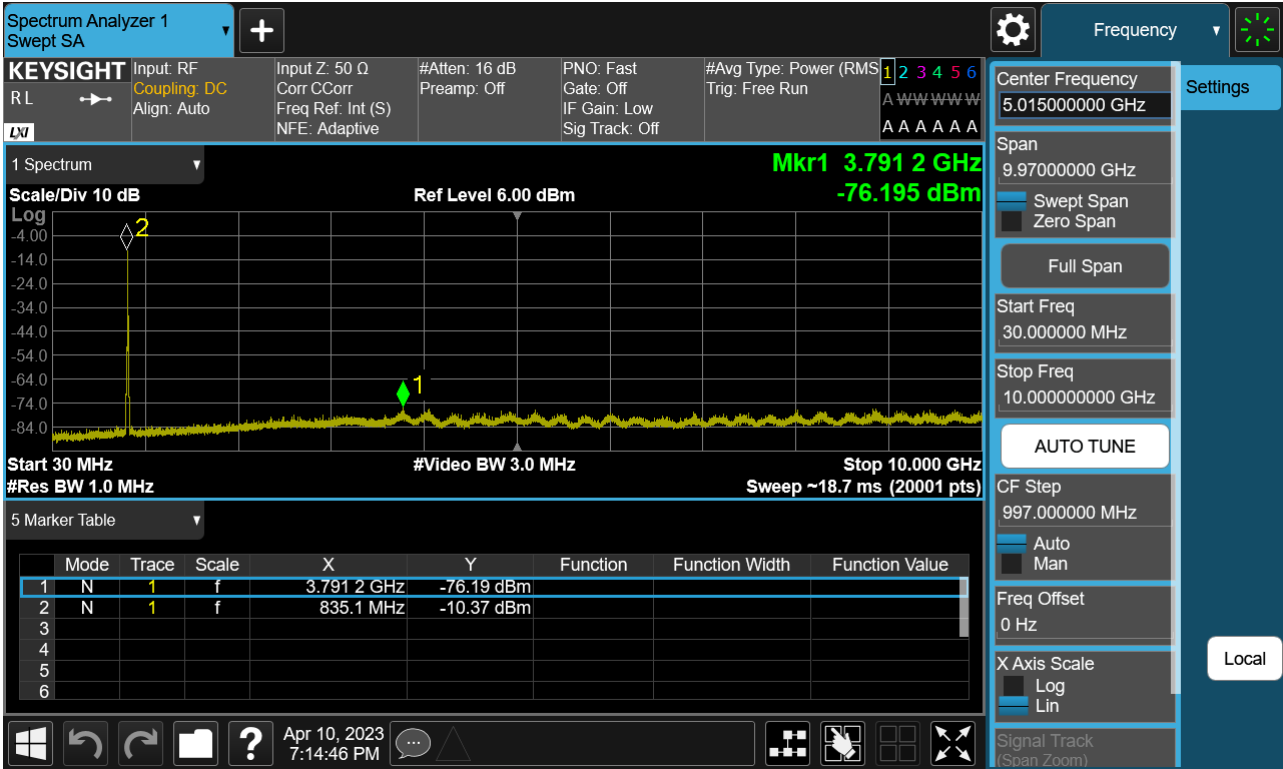 Spectrum Analyzer 1
Swept SA
+
Frequency
KEYSIGHT
R L
LXI
Input: RF
Coupling: DC
Align: Auto
Input Z: 50 Ω
Corr CCorr
Freq Ref: Int (S)
NFE: Adaptive
#Atten: 16 dB
Preamp: Off
PNO: Fast
Gate: Off
IF Gain: Low
Sig Track: Off
#Avg Type: Power (RMS
Trig: Free Run
1 2 3 4 5 6
A W W W W W
A A A A A A
1 Spectrum
Mkr1 3.791 2 GHz
-76.195 dBm
Scale/Div 10 dB
Ref Level 6.00 dBm
Log
-4.00
-14.0
-24.0
-34.0
-44.0
-54.0
-64.0
-74.0
-84.0
2
1
Start 30 MHz
#Video BW 3.0 MHz
Stop 10.000 GHz
#Res BW 1.0 MHz
Sweep ~18.7 ms (20001 pts)
5 Marker Table
Mode Trace Scale X Y Function Function Width Function Value
1 N 1 f 3.791 2 GHz -76.19 dBm
2 N 1 f 835.1 MHz -10.37 dBm
3
4
5
6
?
Apr 10, 2023
7:14:46 PM
Center Frequency
5.015000000 GHz
Span
9.97000000 GHz
Swept Span
Zero Span
Full Span
Start Freq
30.000000 MHz
Stop Freq
10.000000000 GHz
AUTO TUNE
CF Step
997.000000 MHz
Auto
Man
Freq Offset
0 Hz
X Axis Scale
Log
Lin
Signal Track
(Span Zoom)
Settings
Local